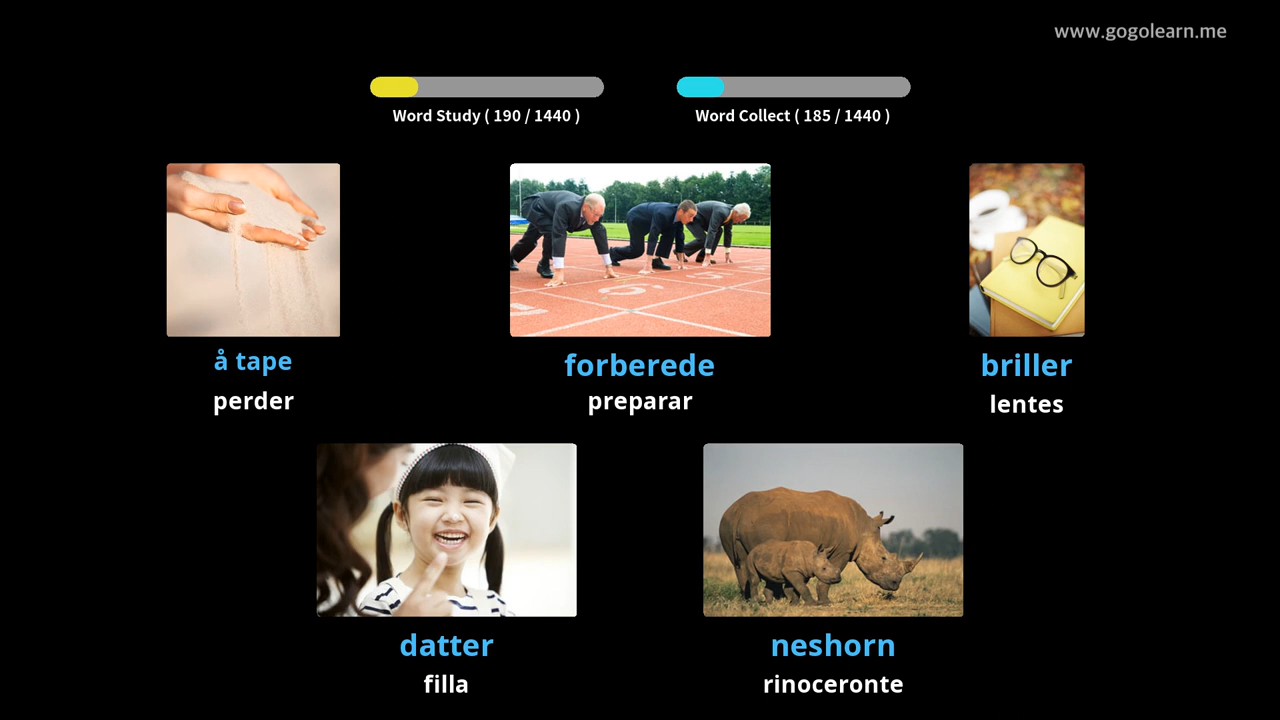 www.gogolearn.me
Word Study ( 190 / 1440 )
Word Collect ( 185 / 1440 )
å tape
perder
forberede
preparar
briller
lentes
datter
filla
neshorn
rinoceronte